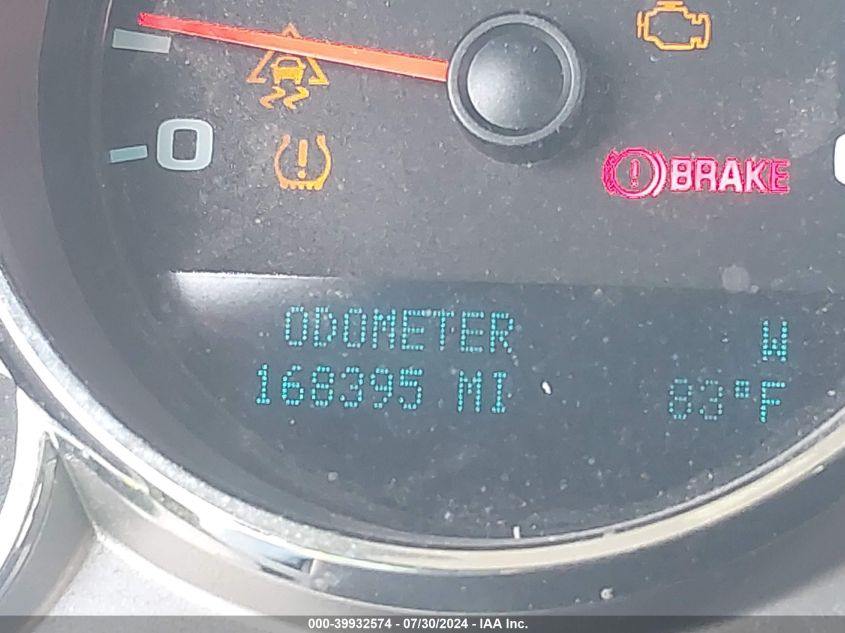 0
BRAKE
ODOMETER W
168395 MI 83°F
000-39932574 - 07/30/2024 - IAA Inc.